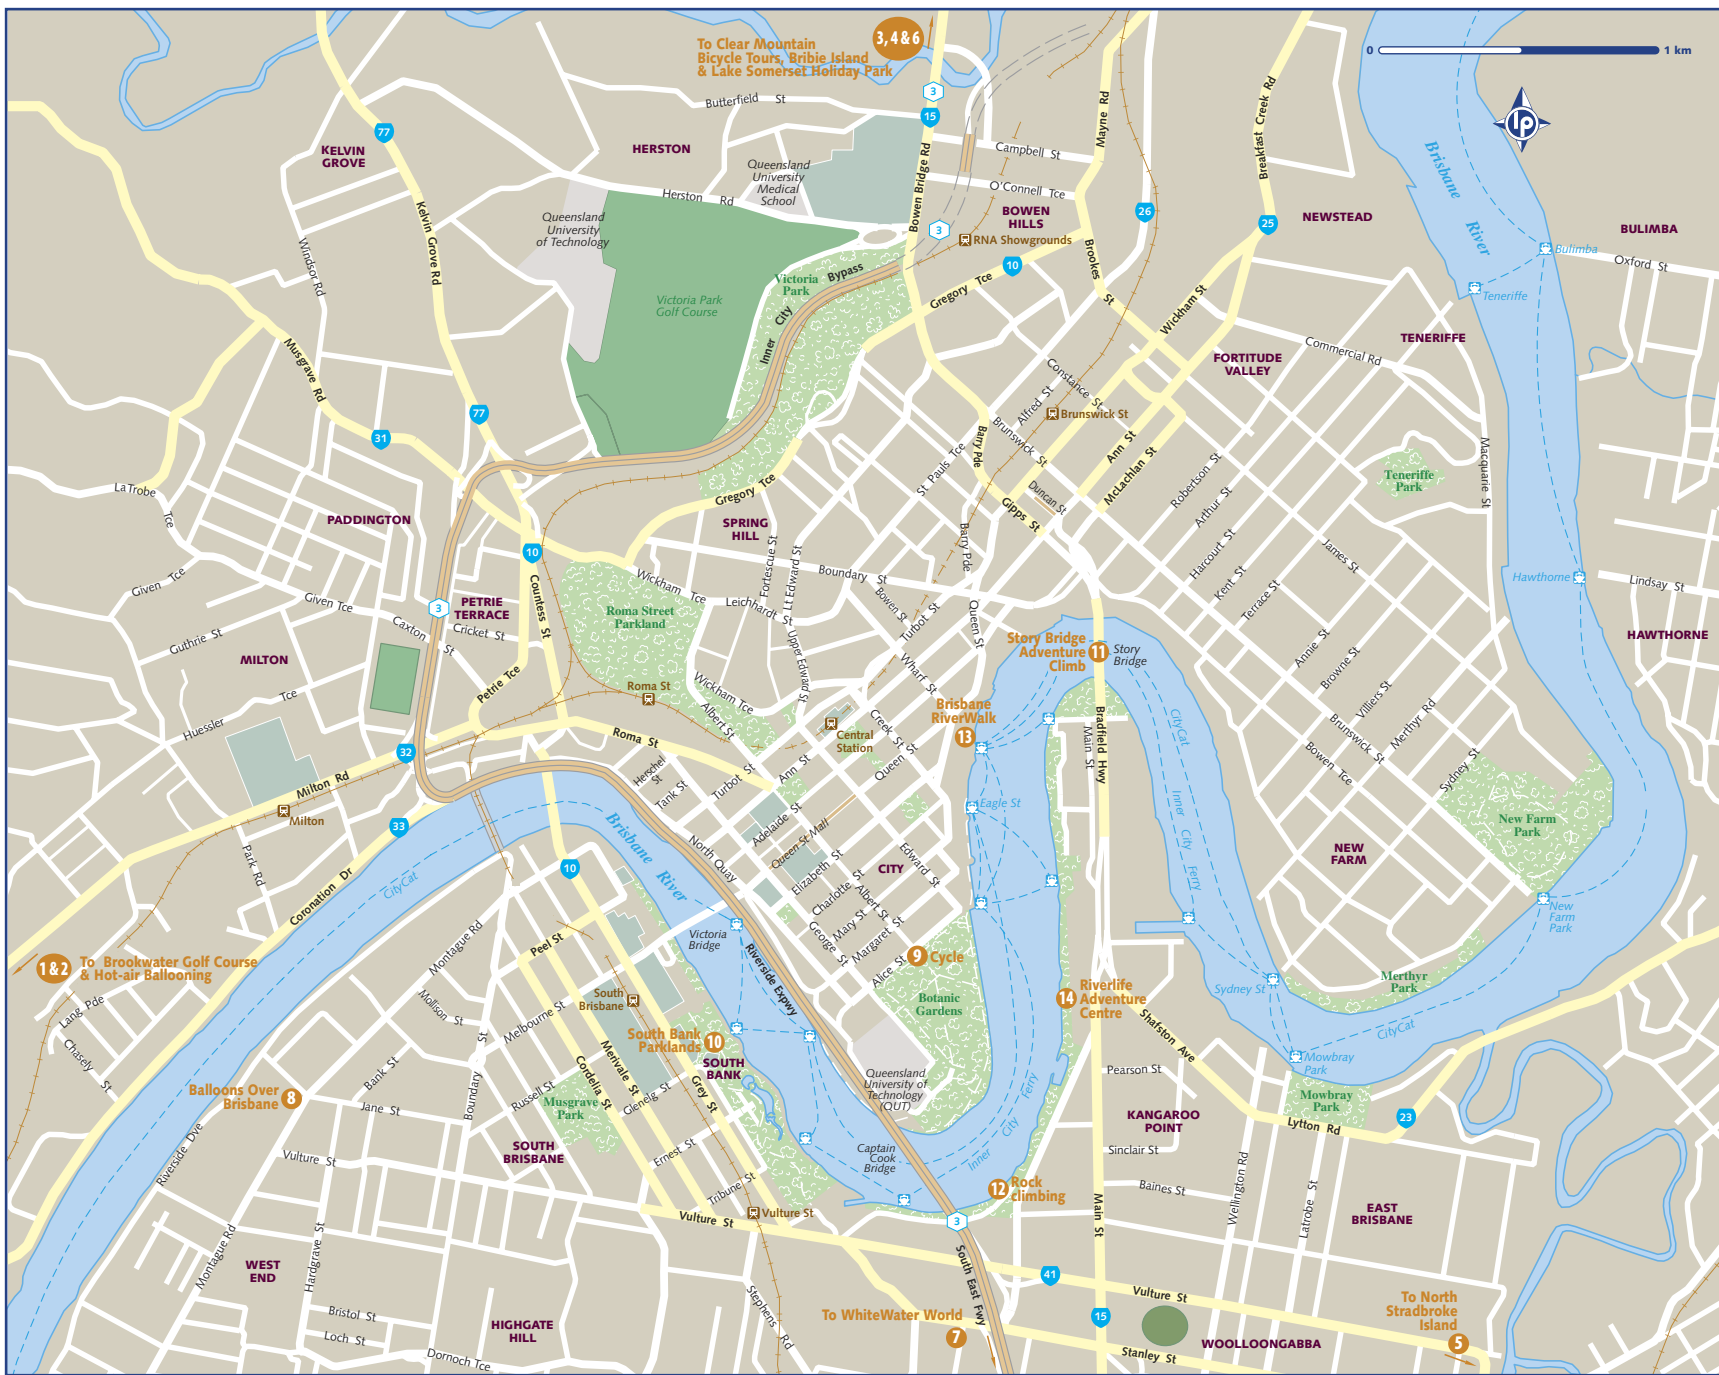 To Clear Mountain
Bicycle Tours, Bribie Island
& Lake Somerset Holiday Park
3, 4 & 6
0
1 km
lp
3
15
Butterfield St
77
KELVIN
GROVE
HERSTON
Queensland
University
Medical
School
Campbell St
Mayne Rd
Breakfast Creek Rd
Brisbane River
Bowen Bridge Rd
Herston Rd
O'Connell Tce
BOWEN
HILLS
26
25
NEWSTEAD
BULIMBA
Queensland
University
of Technology
Kelvin Grove Rd
Windsor Rd
3
RNA Showgrounds
10
Brookes St
Bulimba
Oxford St
Teneriffe
Victoria
Park
Inner City Bypass
Victoria Park
Golf Course
Gregory Tce
Wickham St
TENERIFFE
Commercial Rd
FORTITUDE
VALLEY
Musgrave Rd
Constance St
Alfred St
Brunswick St
Brunswick St
77
31
Barry Pde
Ann St
McLachlan St
St Pauls Tce
Robertson St
Arthur St
Teneriffe
Park
Macquarie St
LaTrobe Tce
PADDINGTON
Gregory Tce
SPRING
HILL
Duncan St
Gipps St
Harcourt St
Kent St
Terrace St
James St
10
Countess St
Fortescue St
Lt Edward St
Boundary St
Barry Pde
Hawthorne
Lindsay St
Given Tce
Given Tce
3
PETRIE
TERRACE
Cricket St
Caxton St
Wickham Tce
Leichhardt St
Roma Street
Parkland
Upper Edward St
Bowen St
Turbot St
Queen St
Guthrie St
MILTON
Petrie Tce
Wharf St
Story Bridge
Adventure
Climb
11
Story
Bridge
Annie St
Browne St
Villiers St
Merthyr Rd
HAWTHORNE
Huessler Tce
Roma St
Wickham Tce
Albert St
Brisbane
RiverWalk
13
Bradfield Hwy
Main St
CityCat
Brunswick St
Bowen Tce
Sydney St
32
Milton Rd
Milton
Roma St
Central
Station
Creek St
Queen St
Herschel St
Tank St
Turbot St
Ann St
Adelaide St
Queen St Mall
Eagle St
Inner City Ferry
New Farm
Park
33
Brisbane River
North Quay
Elizabeth St
Charlotte St
Mary St
Margaret St
Alice St
George St
Albert St
Edward St
CITY
NEW
FARM
Park Rd
CityCat
Coronation Dr
10
New
Farm
Park
1 & 2
To Brookwater Golf Course
& Hot-air Ballooning
Montague Rd
Peel St
Victoria
Bridge
Riverside Expwy
9
Cycle
Botanic
Gardens
14
Riverlife
Adventure
Centre
Sydney St
Merthyr
Park
CityCat
Lang Pde
Chasely St
Mollison St
Melbourne St
South
Brisbane
South Bank
Parklands
10
SOUTH
BANK
Shafston Ave
Mowbray
Park
Balloons Over
Brisbane
8
Bank St
Jane St
Boundary St
Russell St
Musgrave
Park
Cordelia St
Merivale St
Glenelg St
Grey St
Queensland
University of
Technology
(QUT)
Inner City Ferry
Pearson St
KANGAROO
POINT
Mowbray
Park
Lytton Rd
23
Riverside Dve
Vulture St
SOUTH
BRISBANE
Ernest St
Tribune St
Captain
Cook
Bridge
12
Rock
climbing
Sinclair St
Baines St
Wellington Rd
Latrobe St
EAST
BRISBANE
Montague Rd
Hardgrave St
WEST
END
Vulture St
Vulture St
3
South East Fwy
Main St
41
15
Vulture St
Stanley St
To North
Stradbroke
Island
5
Bristol St
Loch St
Dornoch Tce
HIGHGATE
HILL
Stephens Rd
To WhiteWater World
7
WOOLLOONGABBA